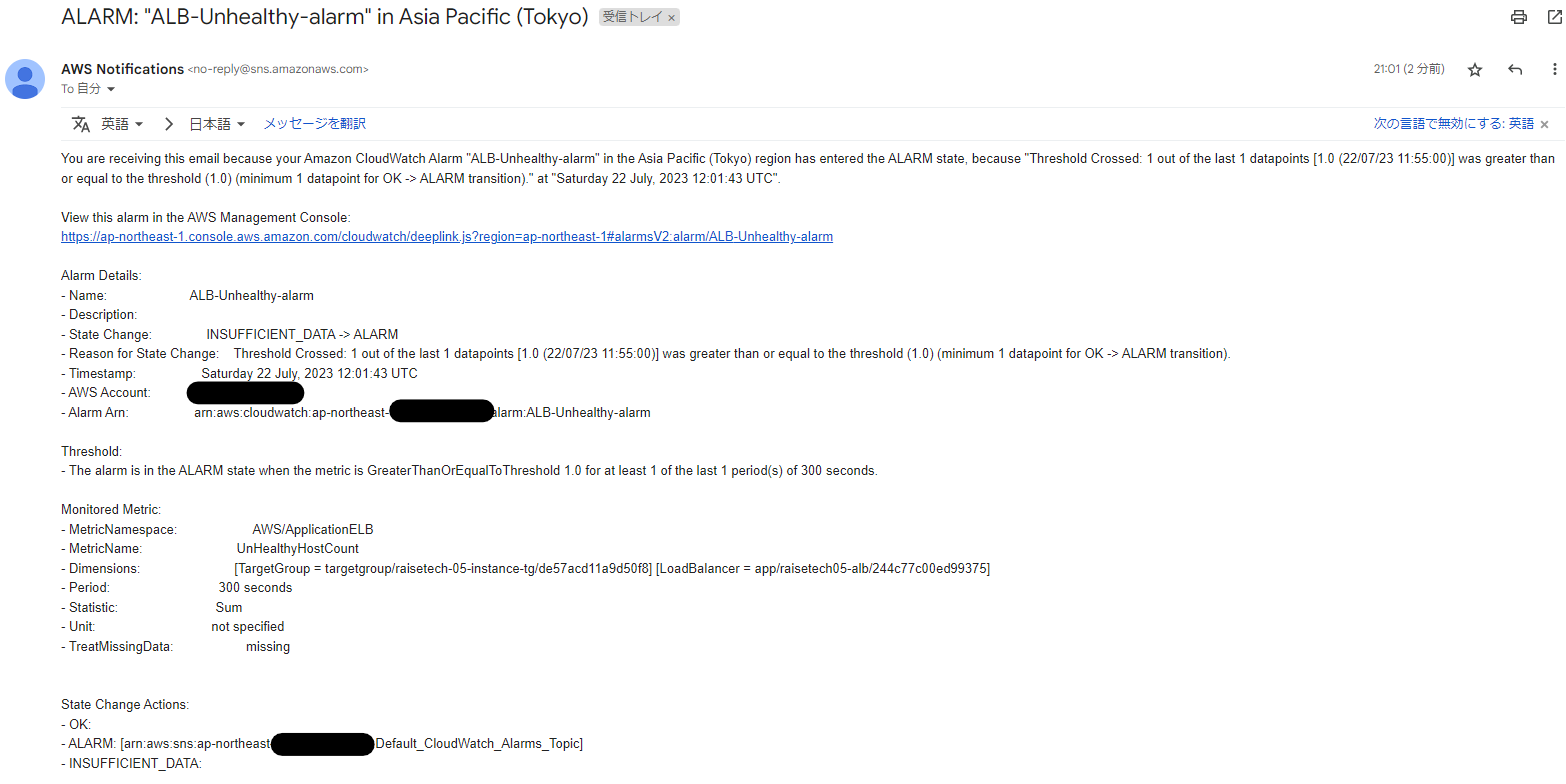 ALARM: "ALB-Unhealthy-alarm" in Asia Pacific (Tokyo) 受信トレイ ×
AWS Notifications <no-reply@sns.amazonaws.com> 21:01 (2 分前)
To 自分
英語 日本語 メッセージを翻訳 次の言語で無効にする: 英語 ×
You are receiving this email because your Amazon CloudWatch Alarm "ALB-Unhealthy-alarm" in the Asia Pacific (Tokyo) region has entered the ALARM state, because "Threshold Crossed: 1 out of the last 1 datapoints [1.0 (22/07/23 11:55:00)] was greater than
or equal to the threshold (1.0) (minimum 1 datapoint for OK -> ALARM transition)." at "Saturday 22 July, 2023 12:01:43 UTC".
View this alarm in the AWS Management Console:
https://ap-northeast-1.console.aws.amazon.com/cloudwatch/deeplink.js?region=ap-northeast-1#alarmsV2:alarm/ALB-Unhealthy-alarm
Alarm Details:
- Name: ALB-Unhealthy-alarm
- Description:
- State Change: INSUFFICIENT_DATA -> ALARM
- Reason for State Change: Threshold Crossed: 1 out of the last 1 datapoints [1.0 (22/07/23 11:55:00)] was greater than or equal to the threshold (1.0) (minimum 1 datapoint for OK -> ALARM transition).
- Timestamp: Saturday 22 July, 2023 12:01:43 UTC
- AWS Account:
- Alarm Arn: arn:aws:cloudwatch:ap-northeast- alarm:ALB-Unhealthy-alarm
Threshold:
- The alarm is in the ALARM state when the metric is GreaterThanOrEqualToThreshold 1.0 for at least 1 of the last 1 period(s) of 300 seconds.
Monitored Metric:
- MetricNamespace: AWS/ApplicationELB
- MetricName: UnHealthyHostCount
- Dimensions: [TargetGroup = targetgroup/raisetech-05-instance-tg/de57acd11a9d50f8] [LoadBalancer = app/raisetech05-alb/244c77c00ed99375]
- Period: 300 seconds
- Statistic: Sum
- Unit: not specified
- TreatMissingData: missing
State Change Actions:
- OK:
- ALARM: [arn:aws:sns:ap-northeast Default_CloudWatch_Alarms_Topic]
- INSUFFICIENT_DATA: